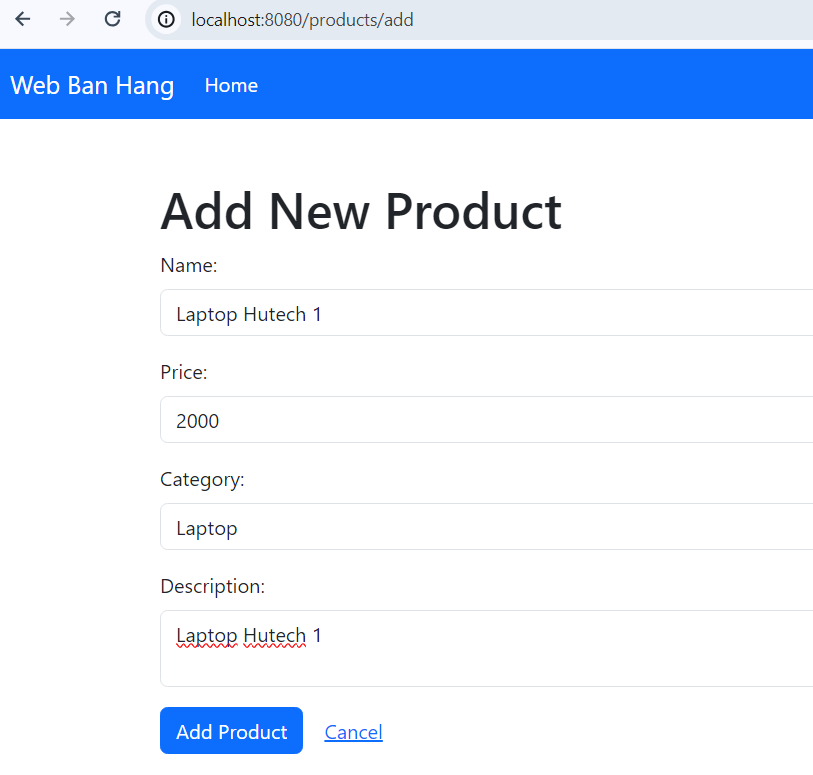 localhost:8080/products/add
Web Ban Hang Home
Add New Product
Name:
Laptop Hutech 1
Price:
2000
Category:
Laptop
Description:
Laptop Hutech 1
Add Product Cancel